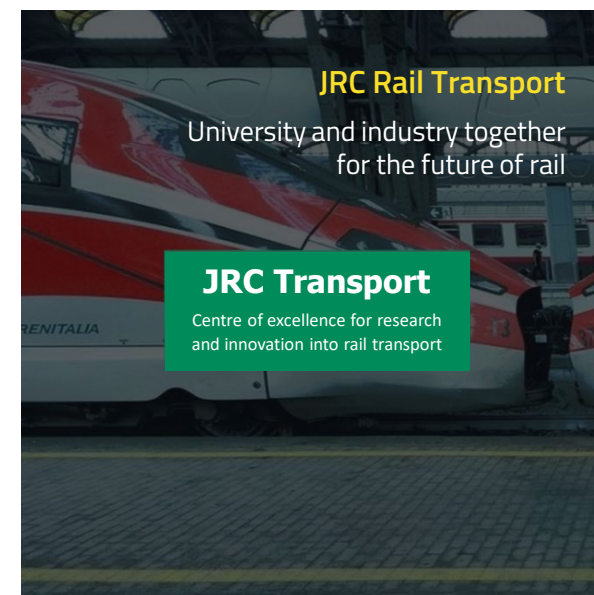 JRC Rail Transport
University and industry together
for the future of rail
JRC Transport
Centre of excellence for research
and innovation into rail transport
RENITALIA